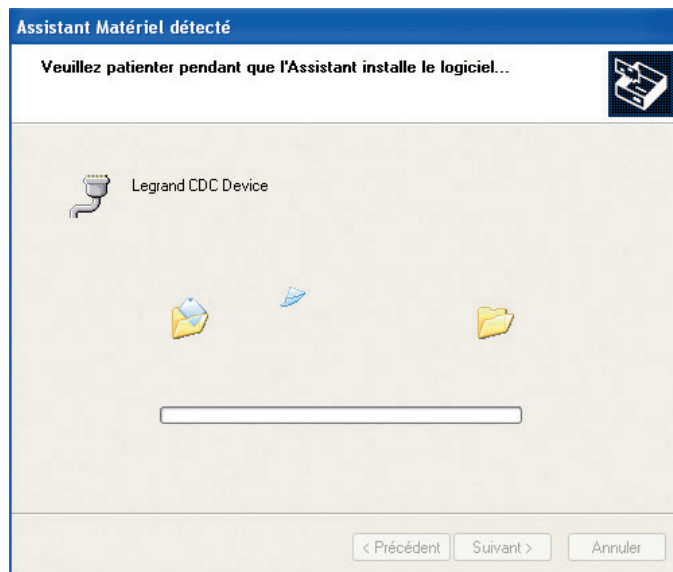 Assistant Matériel détecté
Veuillez patienter pendant que l'Assistant installe le logiciel...
Legrand CDC Device
< Précédent Suivant > Annuler